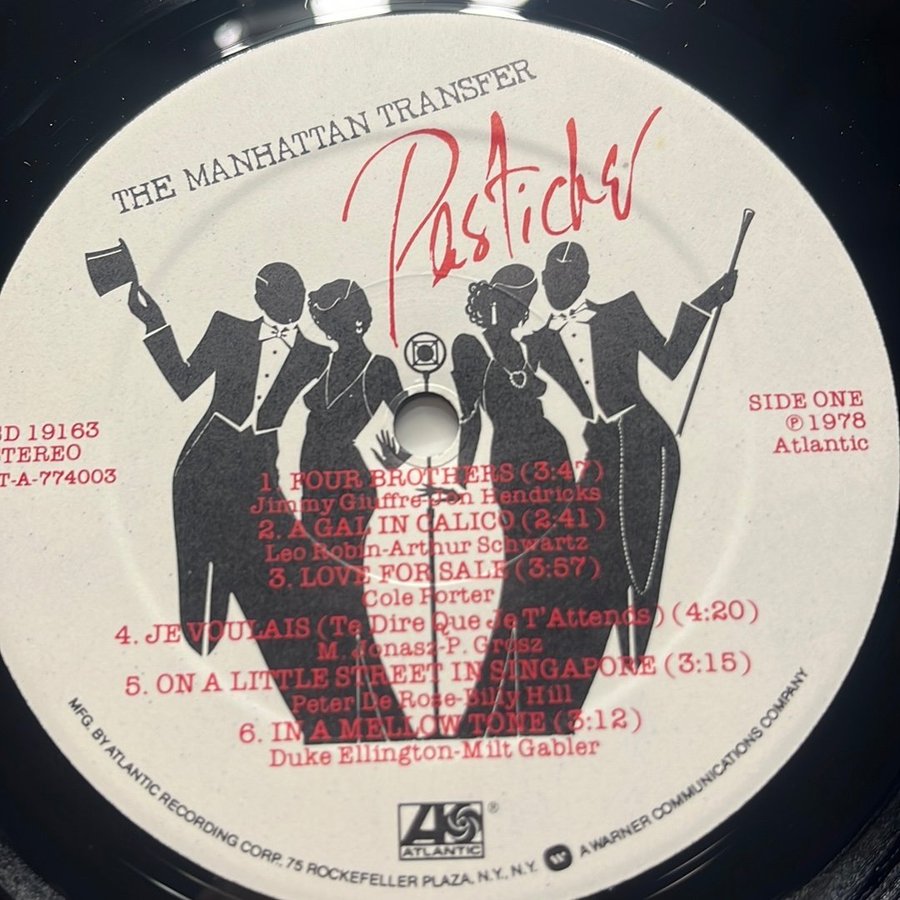 THE MANHATTAN TRANSFER
Pastiche
SD 19163
STEREO
ST-A-774003
SIDE ONE
℗ 1978
Atlantic
1. FOUR BROTHERS (3:47)
Jimmy Giuffre-Jon Hendricks
2. A GAL IN CALICO (2:41)
Leo Robin-Arthur Schwartz
3. LOVE FOR SALE (3:57)
Cole Porter
4. JE VOULAIS (Te Dire Que Je T'Attends) (4:20)
M. Jonasz-P. Grosz
5. ON A LITTLE STREET IN SINGAPORE (3:15)
Peter De Rose-Billy Hill
6. IN A MELLOW TONE (3:12)
Duke Ellington-Milt Gabler
ATLANTIC ®
MFG. BY ATLANTIC RECORDING CORP., 75 ROCKEFELLER PLAZA, N.Y., N.Y. A WARNER COMMUNICATIONS COMPANY